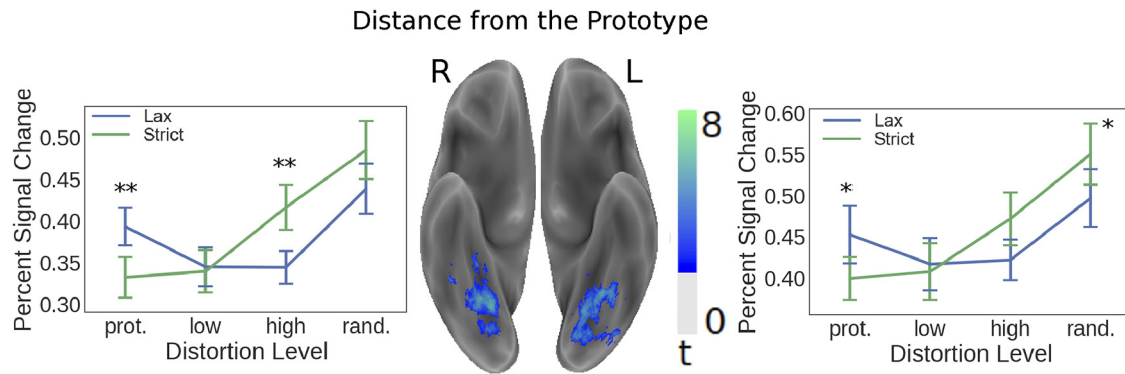 Distance from the Prototype
Percent Signal Change
Lax
Strict
0.50
0.45
0.40
0.35
0.30
**
**
prot. low high rand.
Distortion Level
R
L
8
0
t
Percent Signal Change
Lax
Strict
0.60
0.55
0.50
0.45
0.40
*
*
prot. low high rand.
Distortion Level